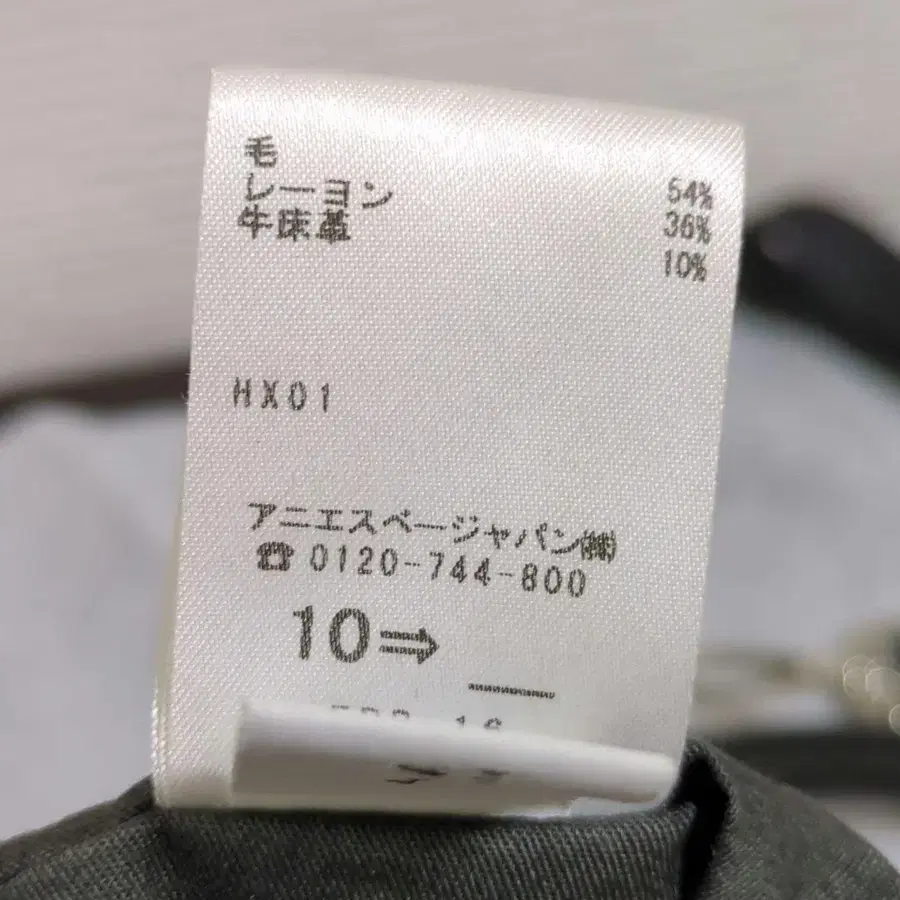 毛 54%
レーヨン 36%
牛床革 10%
HX01
アニエスベージャパン㈱
☎ 0120-744-800
10⇒